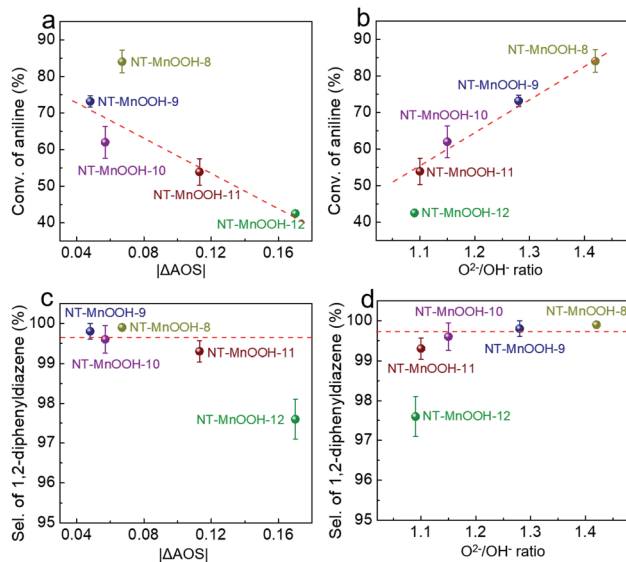 a
Conv. of aniline (%)
90
80
70
60
50
40
NT-MnOOH-8
NT-MnOOH-9
NT-MnOOH-10
NT-MnOOH-11
NT-MnOOH-12
0.04 0.08 0.12 0.16
|ΔAOS|
b
Conv. of aniline (%)
90
80
70
60
50
40
NT-MnOOH-8
NT-MnOOH-9
NT-MnOOH-10
NT-MnOOH-11
NT-MnOOH-12
1.1 1.2 1.3 1.4
O²⁻/OH⁻ ratio
c
Sel. of 1,2-diphenyldiazene (%)
100
99
98
97
96
95
NT-MnOOH-9
NT-MnOOH-8
NT-MnOOH-10
NT-MnOOH-11
NT-MnOOH-12
0.04 0.08 0.12 0.16
|ΔAOS|
d
Sel. of 1,2-diphenyldiazene (%)
100
99
98
97
96
95
NT-MnOOH-10
NT-MnOOH-8
NT-MnOOH-9
NT-MnOOH-11
NT-MnOOH-12
1.1 1.2 1.3 1.4
O²⁻/OH⁻ ratio